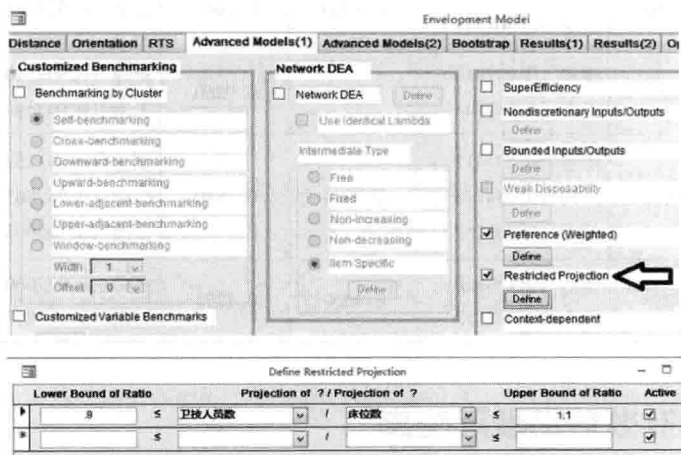 Envelopment Model
Distance Orientation RTS Advanced Models(1) Advanced Models(2) Bootstrap Results(1) Results(2) Op
Customized Benchmarking
Benchmarking by Cluster
Self-benchmarking
Cross-benchmarking
Downward-benchmarking
Upward-benchmarking
Lower-adjacent-benchmarking
Upper-adjacent-benchmarking
Window-benchmarking
Width 1
Offset 0
Customized Variable Benchmarks
Network DEA
Network DEA Define
Use Identical Lambda
Intermediate Type
Free
Fixed
Non-increasing
Non-decreasing
Item Specific
Define
SuperEfficiency
Nondiscretionary Inputs/Outputs
Define
Bounded Inputs/Outputs
Define
Weak Disposability
Define
Preference (Weighted)
Define
Restricted Projection
Define
Context-dependent
Define Restricted Projection
Lower Bound of Ratio Projection of ? / Projection of ? Upper Bound of Ratio Active
.9 ≤ 卫技人员数 / 床位数 ≤ 1.1
* ≤ / ≤